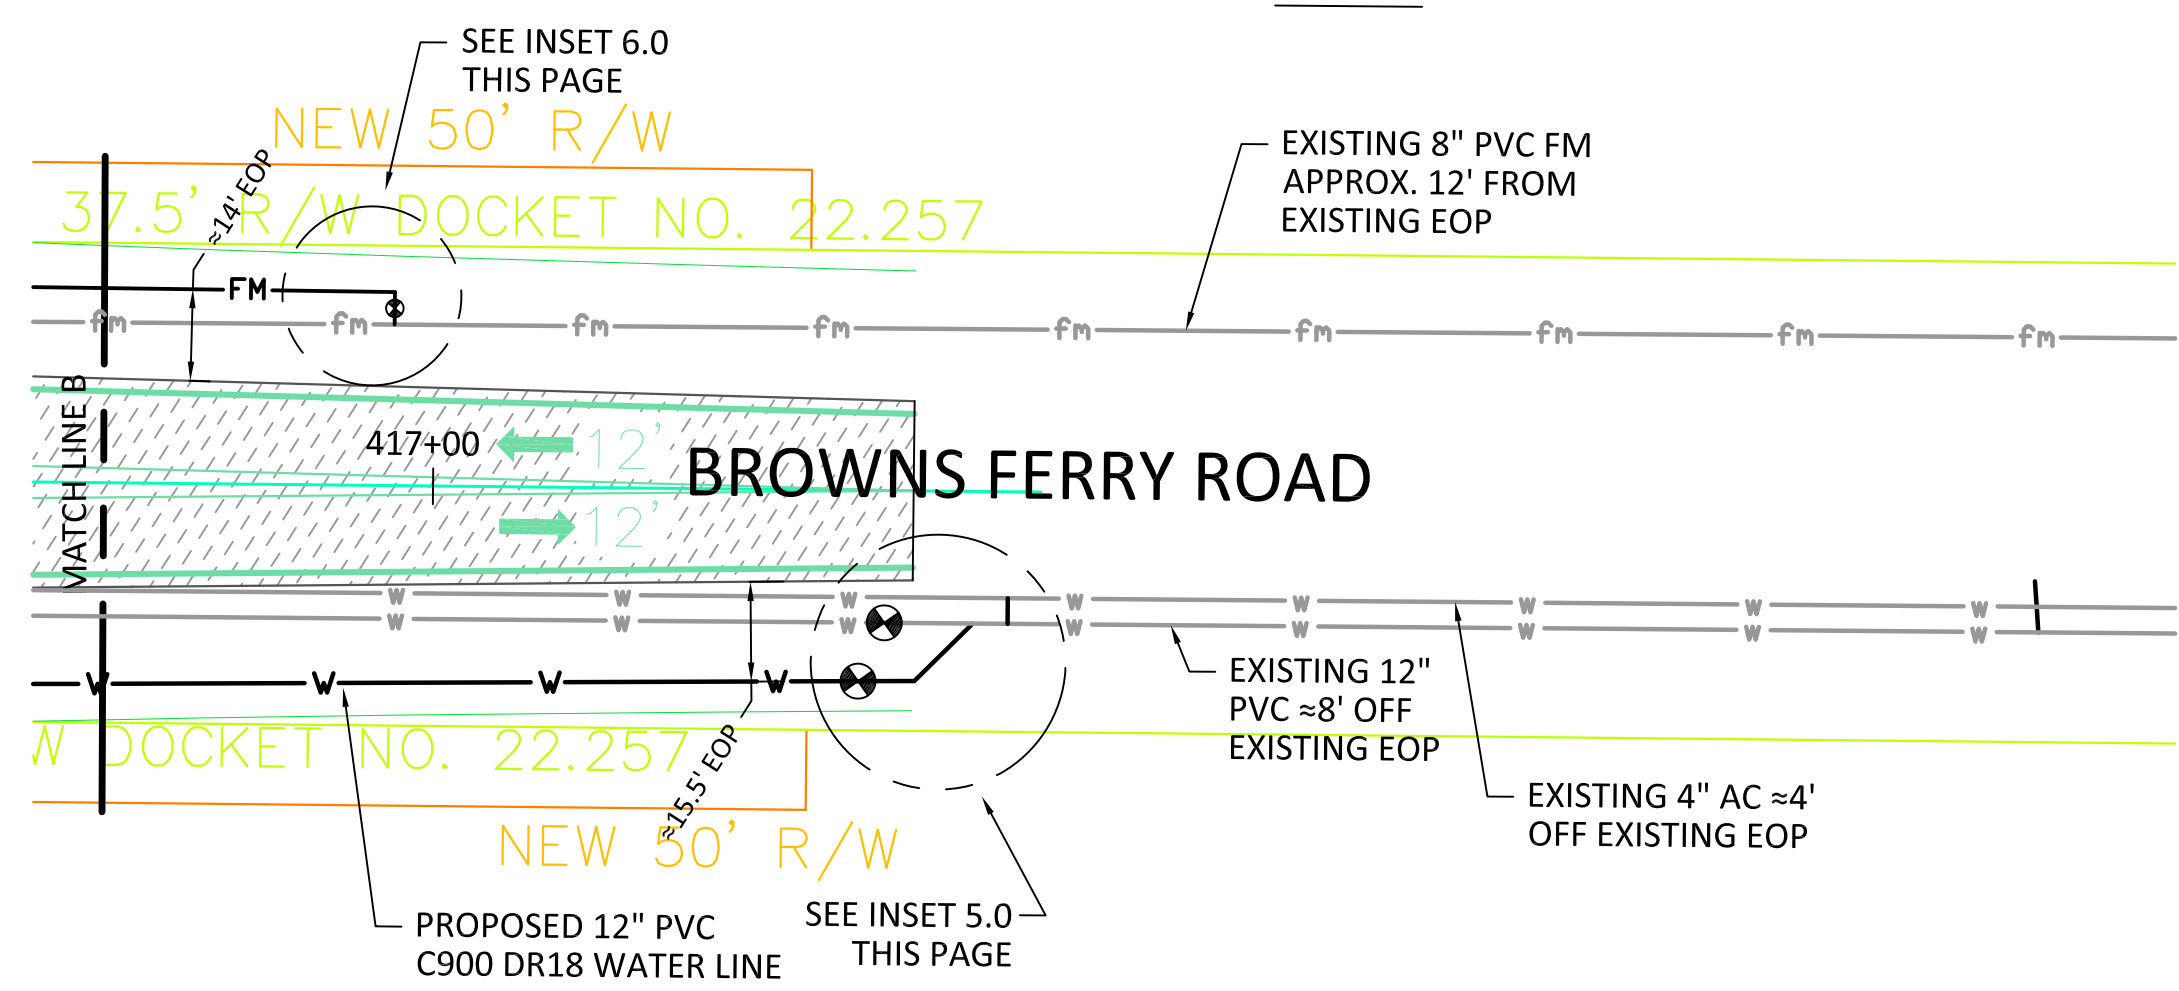 SEE INSET 6.0
THIS PAGE
NEW 50' R/W
EXISTING 8" PVC FM
APPROX. 12' FROM
EXISTING EOP
≈14' EOP
37.5' R/W DOCKET NO. 22.257
FM
fm fm fm fm fm fm fm fm fm
MATCH LINE B
417+00
12'
BROWNS FERRY ROAD
12'
W W W W W W W W
W W W W W W W W
W W W W
EXISTING 12"
PVC ≈8' OFF
EXISTING EOP
W DOCKET NO. 22.257
≈15.5' EOP
EXISTING 4" AC ≈4'
OFF EXISTING EOP
NEW 50' R/W
PROPOSED 12" PVC
C900 DR18 WATER LINE
SEE INSET 5.0
THIS PAGE